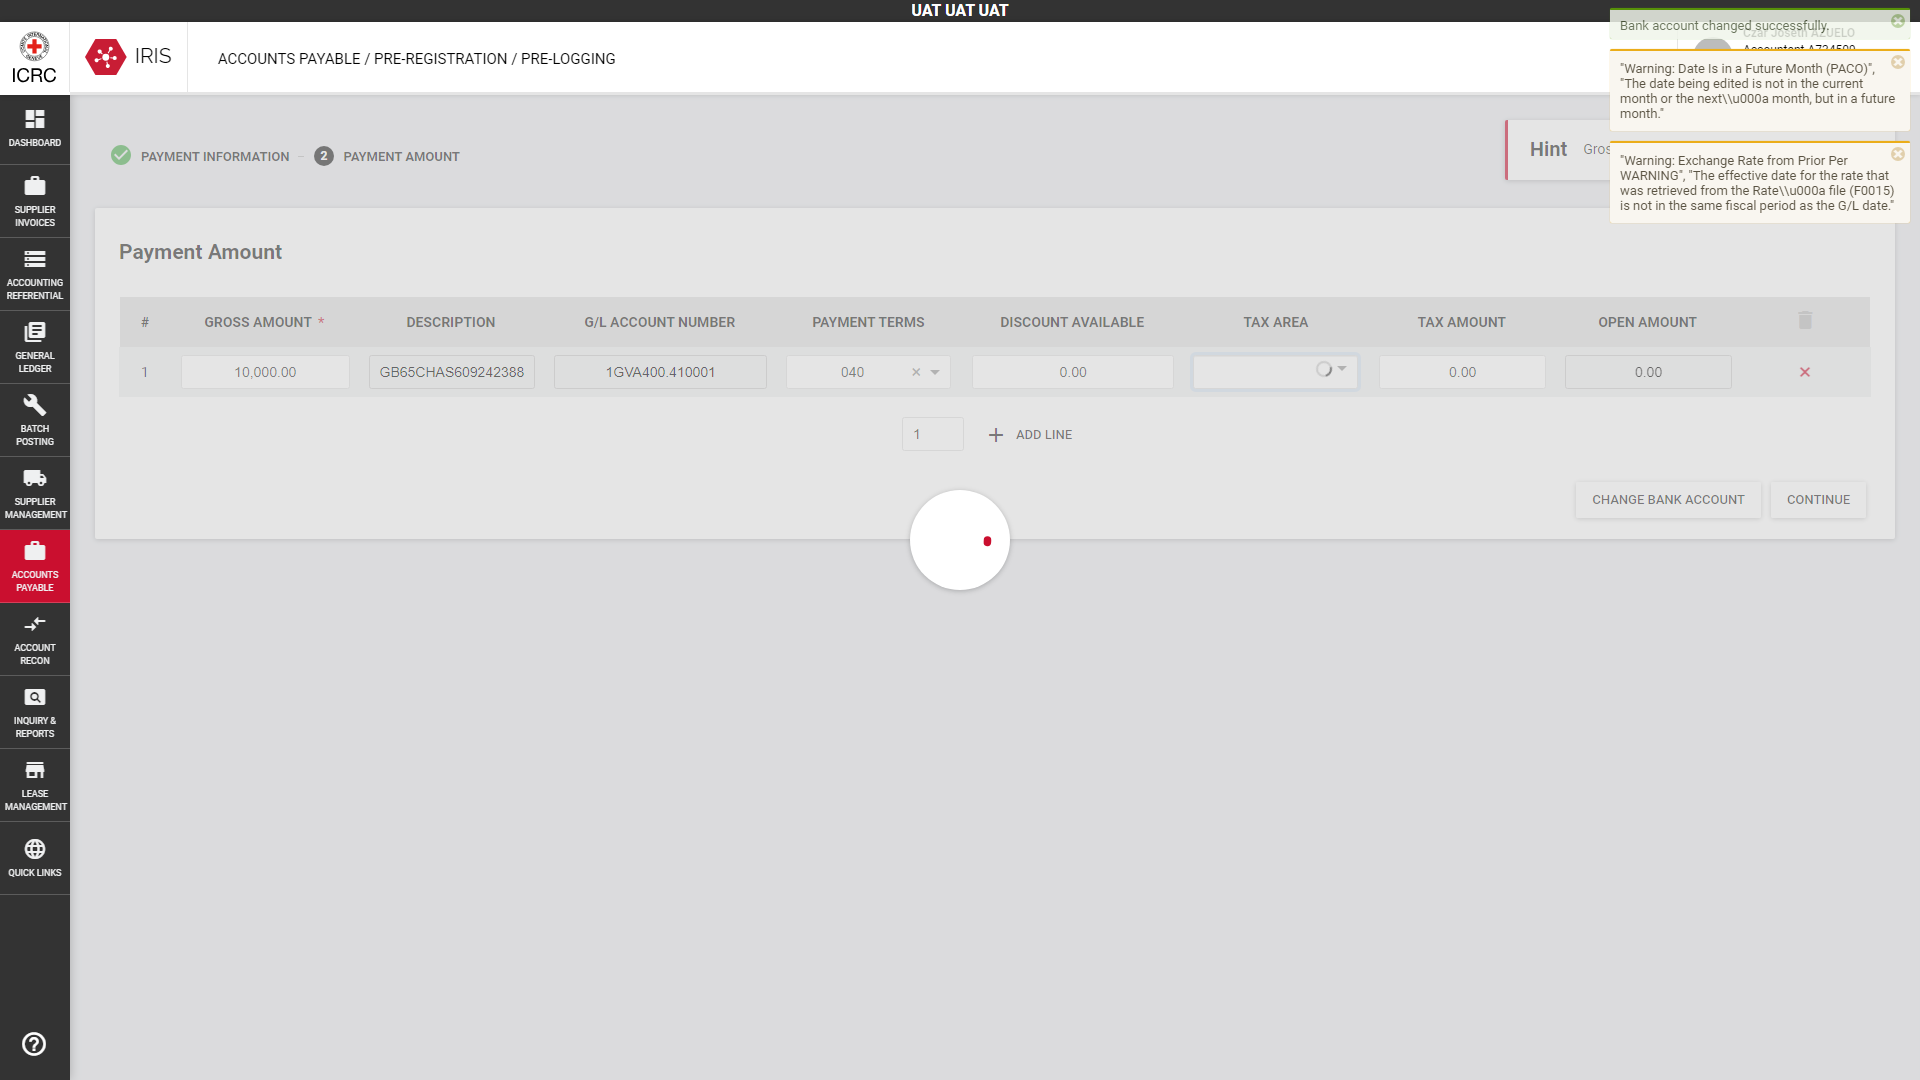 UAT UAT UAT
ICRC
IRIS
ACCOUNTS PAYABLE / PRE-REGISTRATION / PRE-LOGGING
Czar Joseth AZUELO
Bank account changed successfully.
"Warning: Date Is in a Future Month (PACO)",
"The date being edited is not in the current
month or the next\\u000a month, but in a future
month."
"Warning: Exchange Rate from Prior Per
WARNING", "The effective date for the rate that
was retrieved from the Rate\\u000a file (F0015)
is not in the same fiscal period as the G/L date."
DASHBOARD
SUPPLIER
INVOICES
ACCOUNTING
REFERENTIAL
GENERAL
LEDGER
BATCH
POSTING
SUPPLIER
MANAGEMENT
ACCOUNTS
PAYABLE
ACCOUNT
RECON
INQUIRY &
REPORTS
LEASE
MANAGEMENT
QUICK LINKS
PAYMENT INFORMATION
2 PAYMENT AMOUNT
Hint
Payment Amount
# GROSS AMOUNT * DESCRIPTION G/L ACCOUNT NUMBER PAYMENT TERMS DISCOUNT AVAILABLE TAX AREA TAX AMOUNT OPEN AMOUNT
1 10,000.00 GB65CHAS609242388 1GVA400.410001 040 0.00 0.00 0.00
1 ADD LINE
CHANGE BANK ACCOUNT CONTINUE